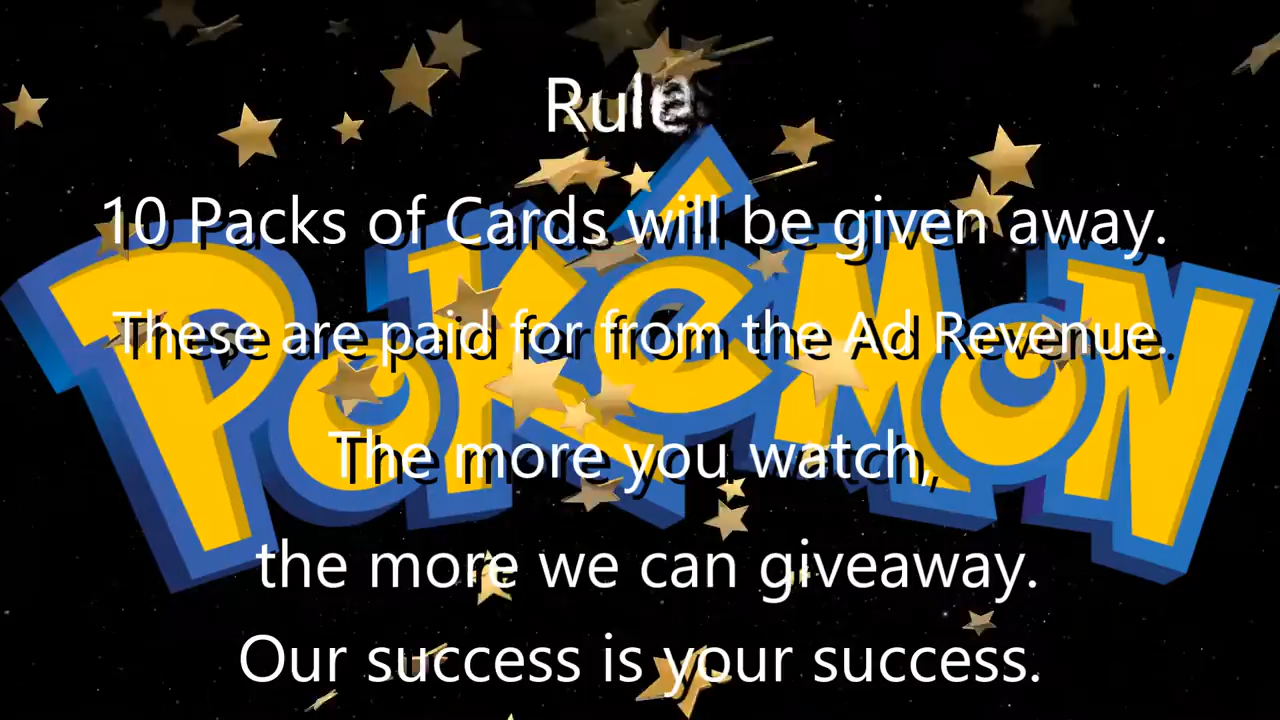 Rule
10 Packs of Cards will be given away.
POKéMON
These are paid for from the Ad Revenue.
The more you watch,
the more we can giveaway.
Our success is your success.